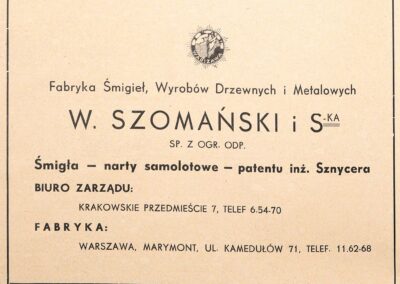 Fabryka Śmigieł, Wyrobów Drzewnych i Metalowych
W. SZOMAŃSKI i S-KA
SP. Z OGR. ODP.
Śmigła — narty samolotowe — patentu inż. Sznycera
BIURO ZARZĄDU:
KRAKOWSKIE PRZEDMIEŚCIE 7, TELEF 6.54-70
FABRYKA:
WARSZAWA, MARYMONT, UL. KAMEDUŁÓW 71, TELEF. 11.62-68